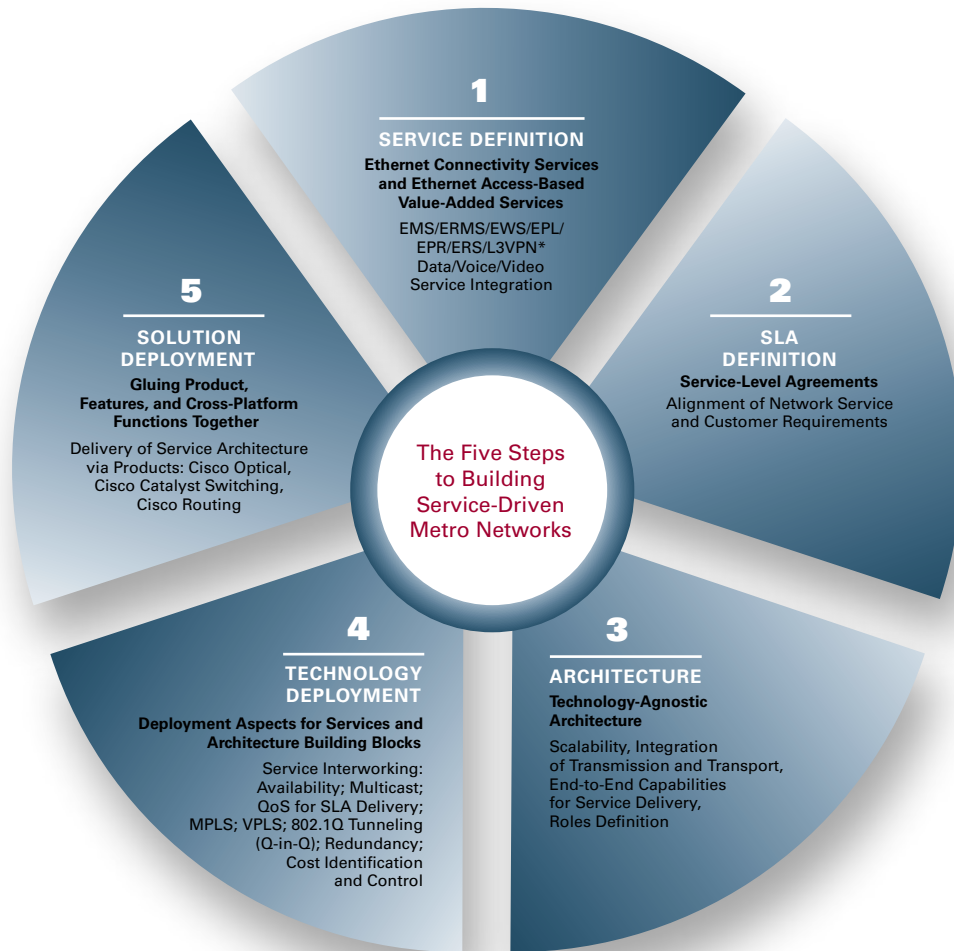 1
SERVICE DEFINITION
Ethernet Connectivity Services
and Ethernet Access-Based
Value-Added Services
EMS/ERMS/EWS/EPL/
EPR/ERS/L3VPN*
Data/Voice/Video
Service Integration
2
SLA
DEFINITION
Service-Level Agreements
Alignment of Network Service
and Customer Requirements
3
ARCHITECTURE
Technology-Agnostic
Architecture
Scalability, Integration
of Transmission and Transport,
End-to-End Capabilities
for Service Delivery,
Roles Definition
4
TECHNOLOGY
DEPLOYMENT
Deployment Aspects for Services and
Architecture Building Blocks
Service Interworking:
Availability; Multicast;
QoS for SLA Delivery;
MPLS; VPLS; 802.1Q Tunneling
(Q-in-Q); Redundancy;
Cost Identification
and Control
5
SOLUTION
DEPLOYMENT
Gluing Product,
Features, and Cross-Platform
Functions Together
Delivery of Service Architecture
via Products: Cisco Optical,
Cisco Catalyst Switching,
Cisco Routing
The Five Steps
to Building
Service-Driven
Metro Networks